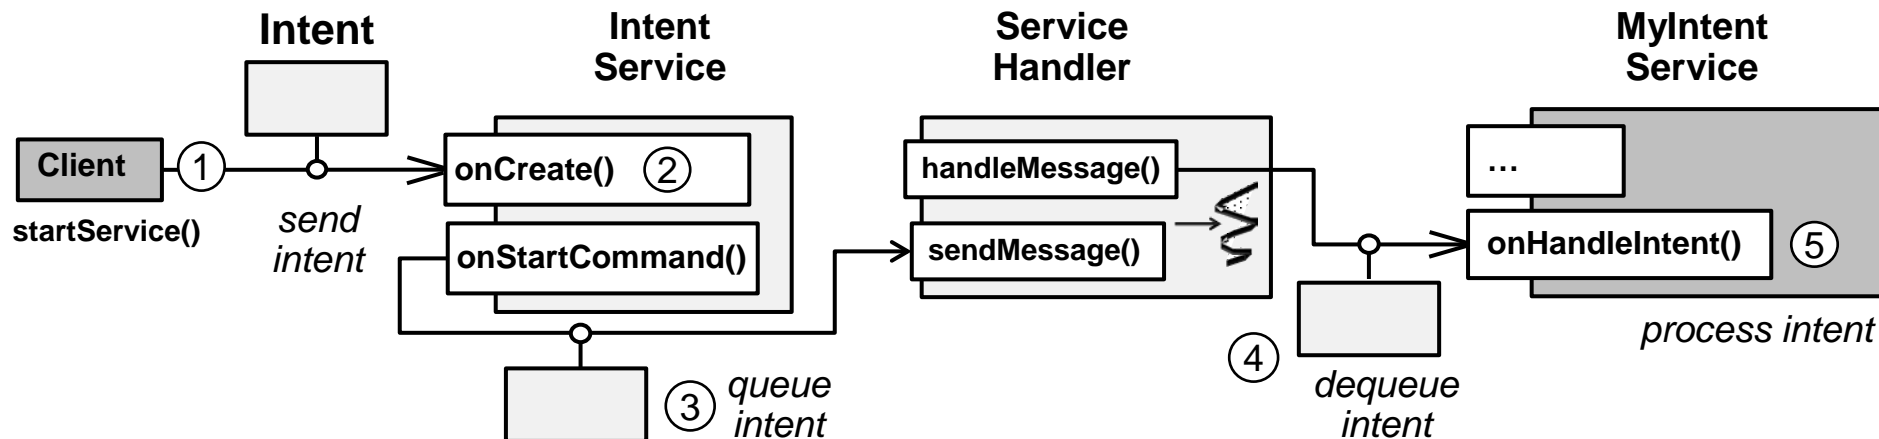 Intent
Intent
Service
Service
Handler
MyIntent
Service
Client
1
onCreate()
2
handleMessage()
...
startService()
send
intent
onStartCommand()
sendMessage()
onHandleIntent()
5
process intent
3
queue
intent
4
dequeue
intent